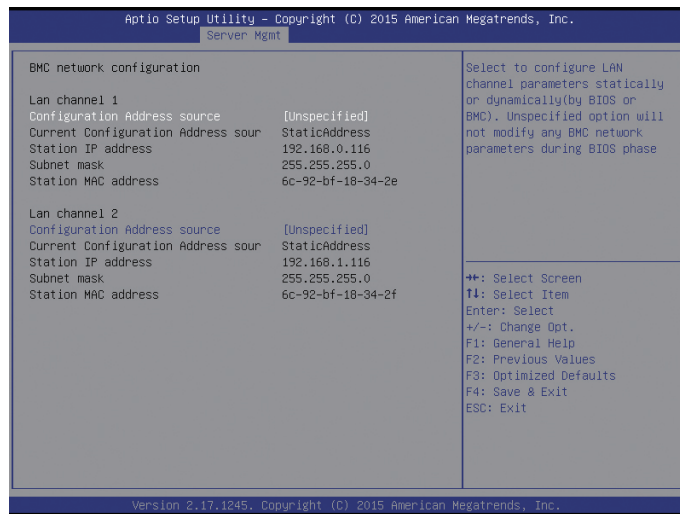 Aptio Setup Utility – Copyright (C) 2015 American Megatrends, Inc.
Server Mgmt
BMC network configuration
Lan channel 1
Configuration Address source [Unspecified]
Current Configuration Address sour StaticAddress
Station IP address 192.168.0.116
Subnet mask 255.255.255.0
Station MAC address 6c-92-bf-18-34-2e
Lan channel 2
Configuration Address source [Unspecified]
Current Configuration Address sour StaticAddress
Station IP address 192.168.1.116
Subnet mask 255.255.255.0
Station MAC address 6c-92-bf-18-34-2f
Select to configure LAN
channel parameters statically
or dynamically(by BIOS or
BMC). Unspecified option will
not modify any BMC network
parameters during BIOS phase
→←: Select Screen
↑↓: Select Item
Enter: Select
+/-: Change Opt.
F1: General Help
F2: Previous Values
F3: Optimized Defaults
F4: Save & Exit
ESC: Exit
Version 2.17.1245. Copyright (C) 2015 American Megatrends, Inc.